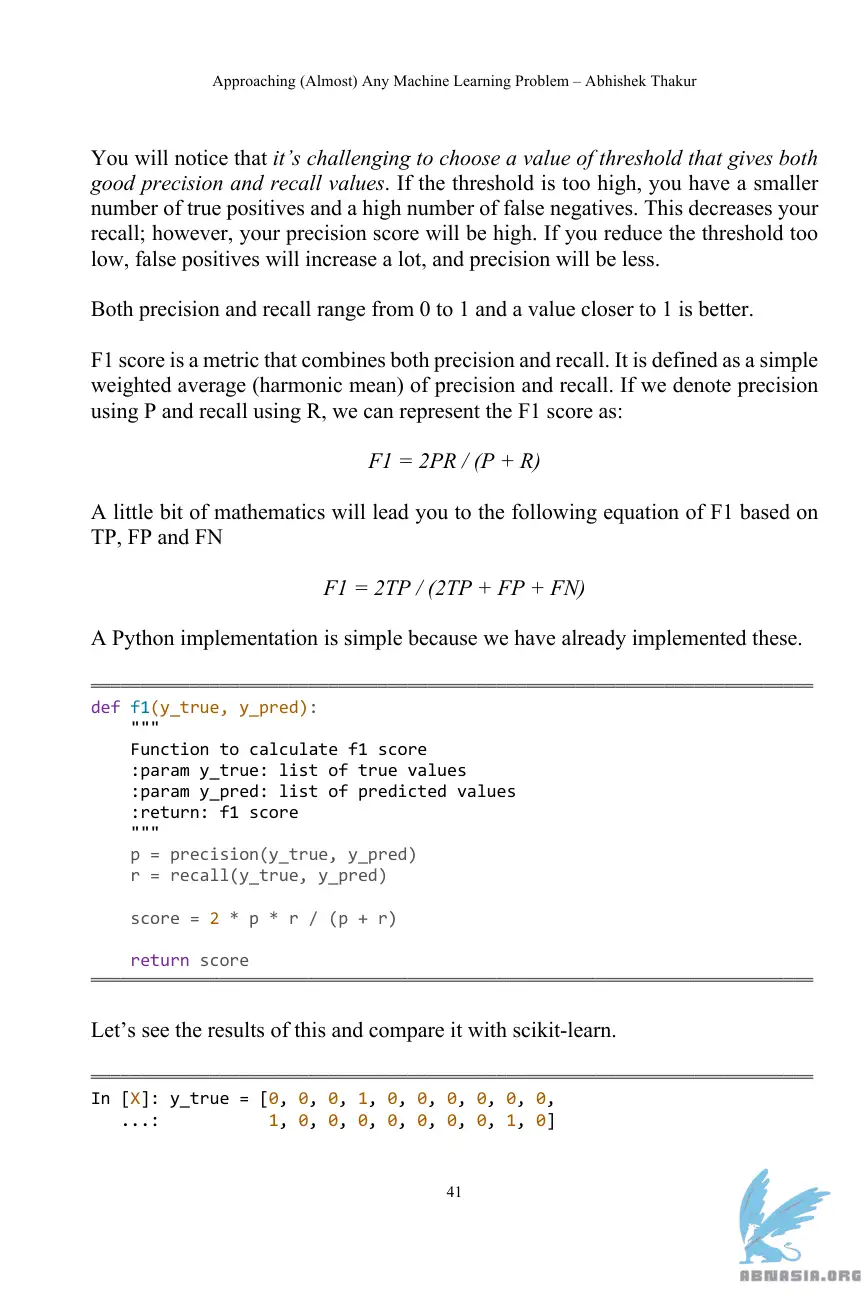 Approaching (Almost) Any Machine Learning Problem – Abhishek Thakur
You will notice that it’s challenging to choose a value of threshold that gives both
good precision and recall values. If the threshold is too high, you have a smaller
number of true positives and a high number of false negatives. This decreases your
recall; however, your precision score will be high. If you reduce the threshold too
low, false positives will increase a lot, and precision will be less.
Both precision and recall range from 0 to 1 and a value closer to 1 is better.
F1 score is a metric that combines both precision and recall. It is defined as a simple
weighted average (harmonic mean) of precision and recall. If we denote precision
using P and recall using R, we can represent the F1 score as:
F1 = 2PR / (P + R)
A little bit of mathematics will lead you to the following equation of F1 based on
TP, FP and FN
F1 = 2TP / (2TP + FP + FN)
A Python implementation is simple because we have already implemented these.
def f1(y_true, y_pred):
    """
    Function to calculate f1 score
    :param y_true: list of true values
    :param y_pred: list of predicted values
    :return: f1 score
    """
    p = precision(y_true, y_pred)
    r = recall(y_true, y_pred)
    score = 2 * p * r / (p + r)
    return score
Let’s see the results of this and compare it with scikit-learn.
In [X]: y_true = [0, 0, 0, 1, 0, 0, 0, 0, 0, 0,
   ...:           1, 0, 0, 0, 0, 0, 0, 0, 1, 0]
41
ABNASIA.ORG